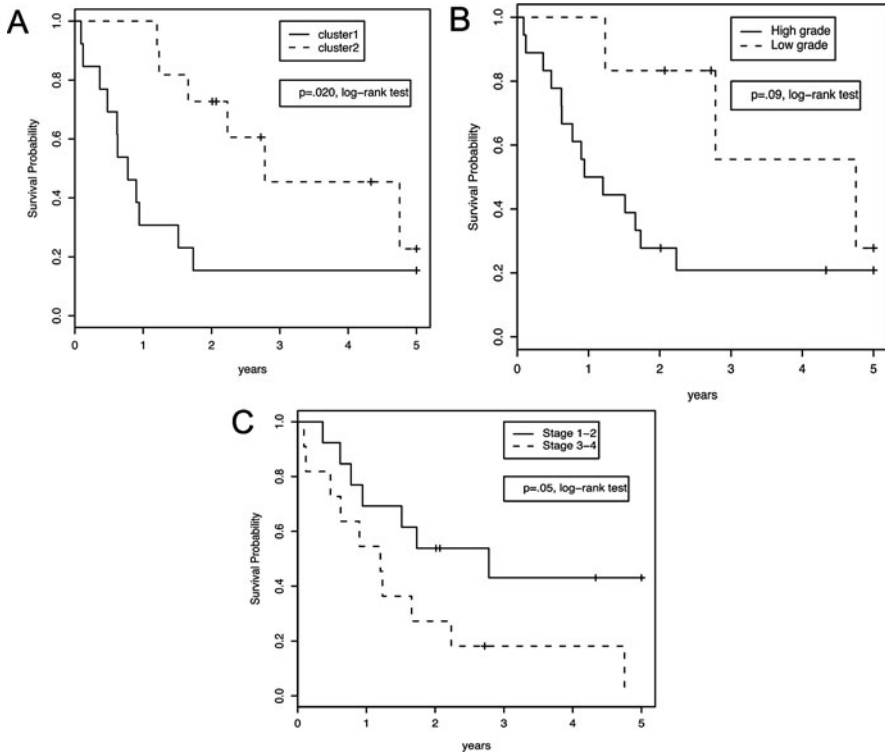 A
cluster1
cluster2
p=.020, log−rank test
Survival Probability
1.0
0.8
0.6
0.4
0.2
0.0
0 1 2 3 4 5
years
B
High grade
Low grade
p=.09, log−rank test
Survival Probability
1.0
0.8
0.6
0.4
0.2
0.0
0 1 2 3 4 5
years
C
Stage 1−2
Stage 3−4
p=.05, log−rank test
Survival Probability
1.0
0.8
0.6
0.4
0.2
0.0
0 1 2 3 4 5
years